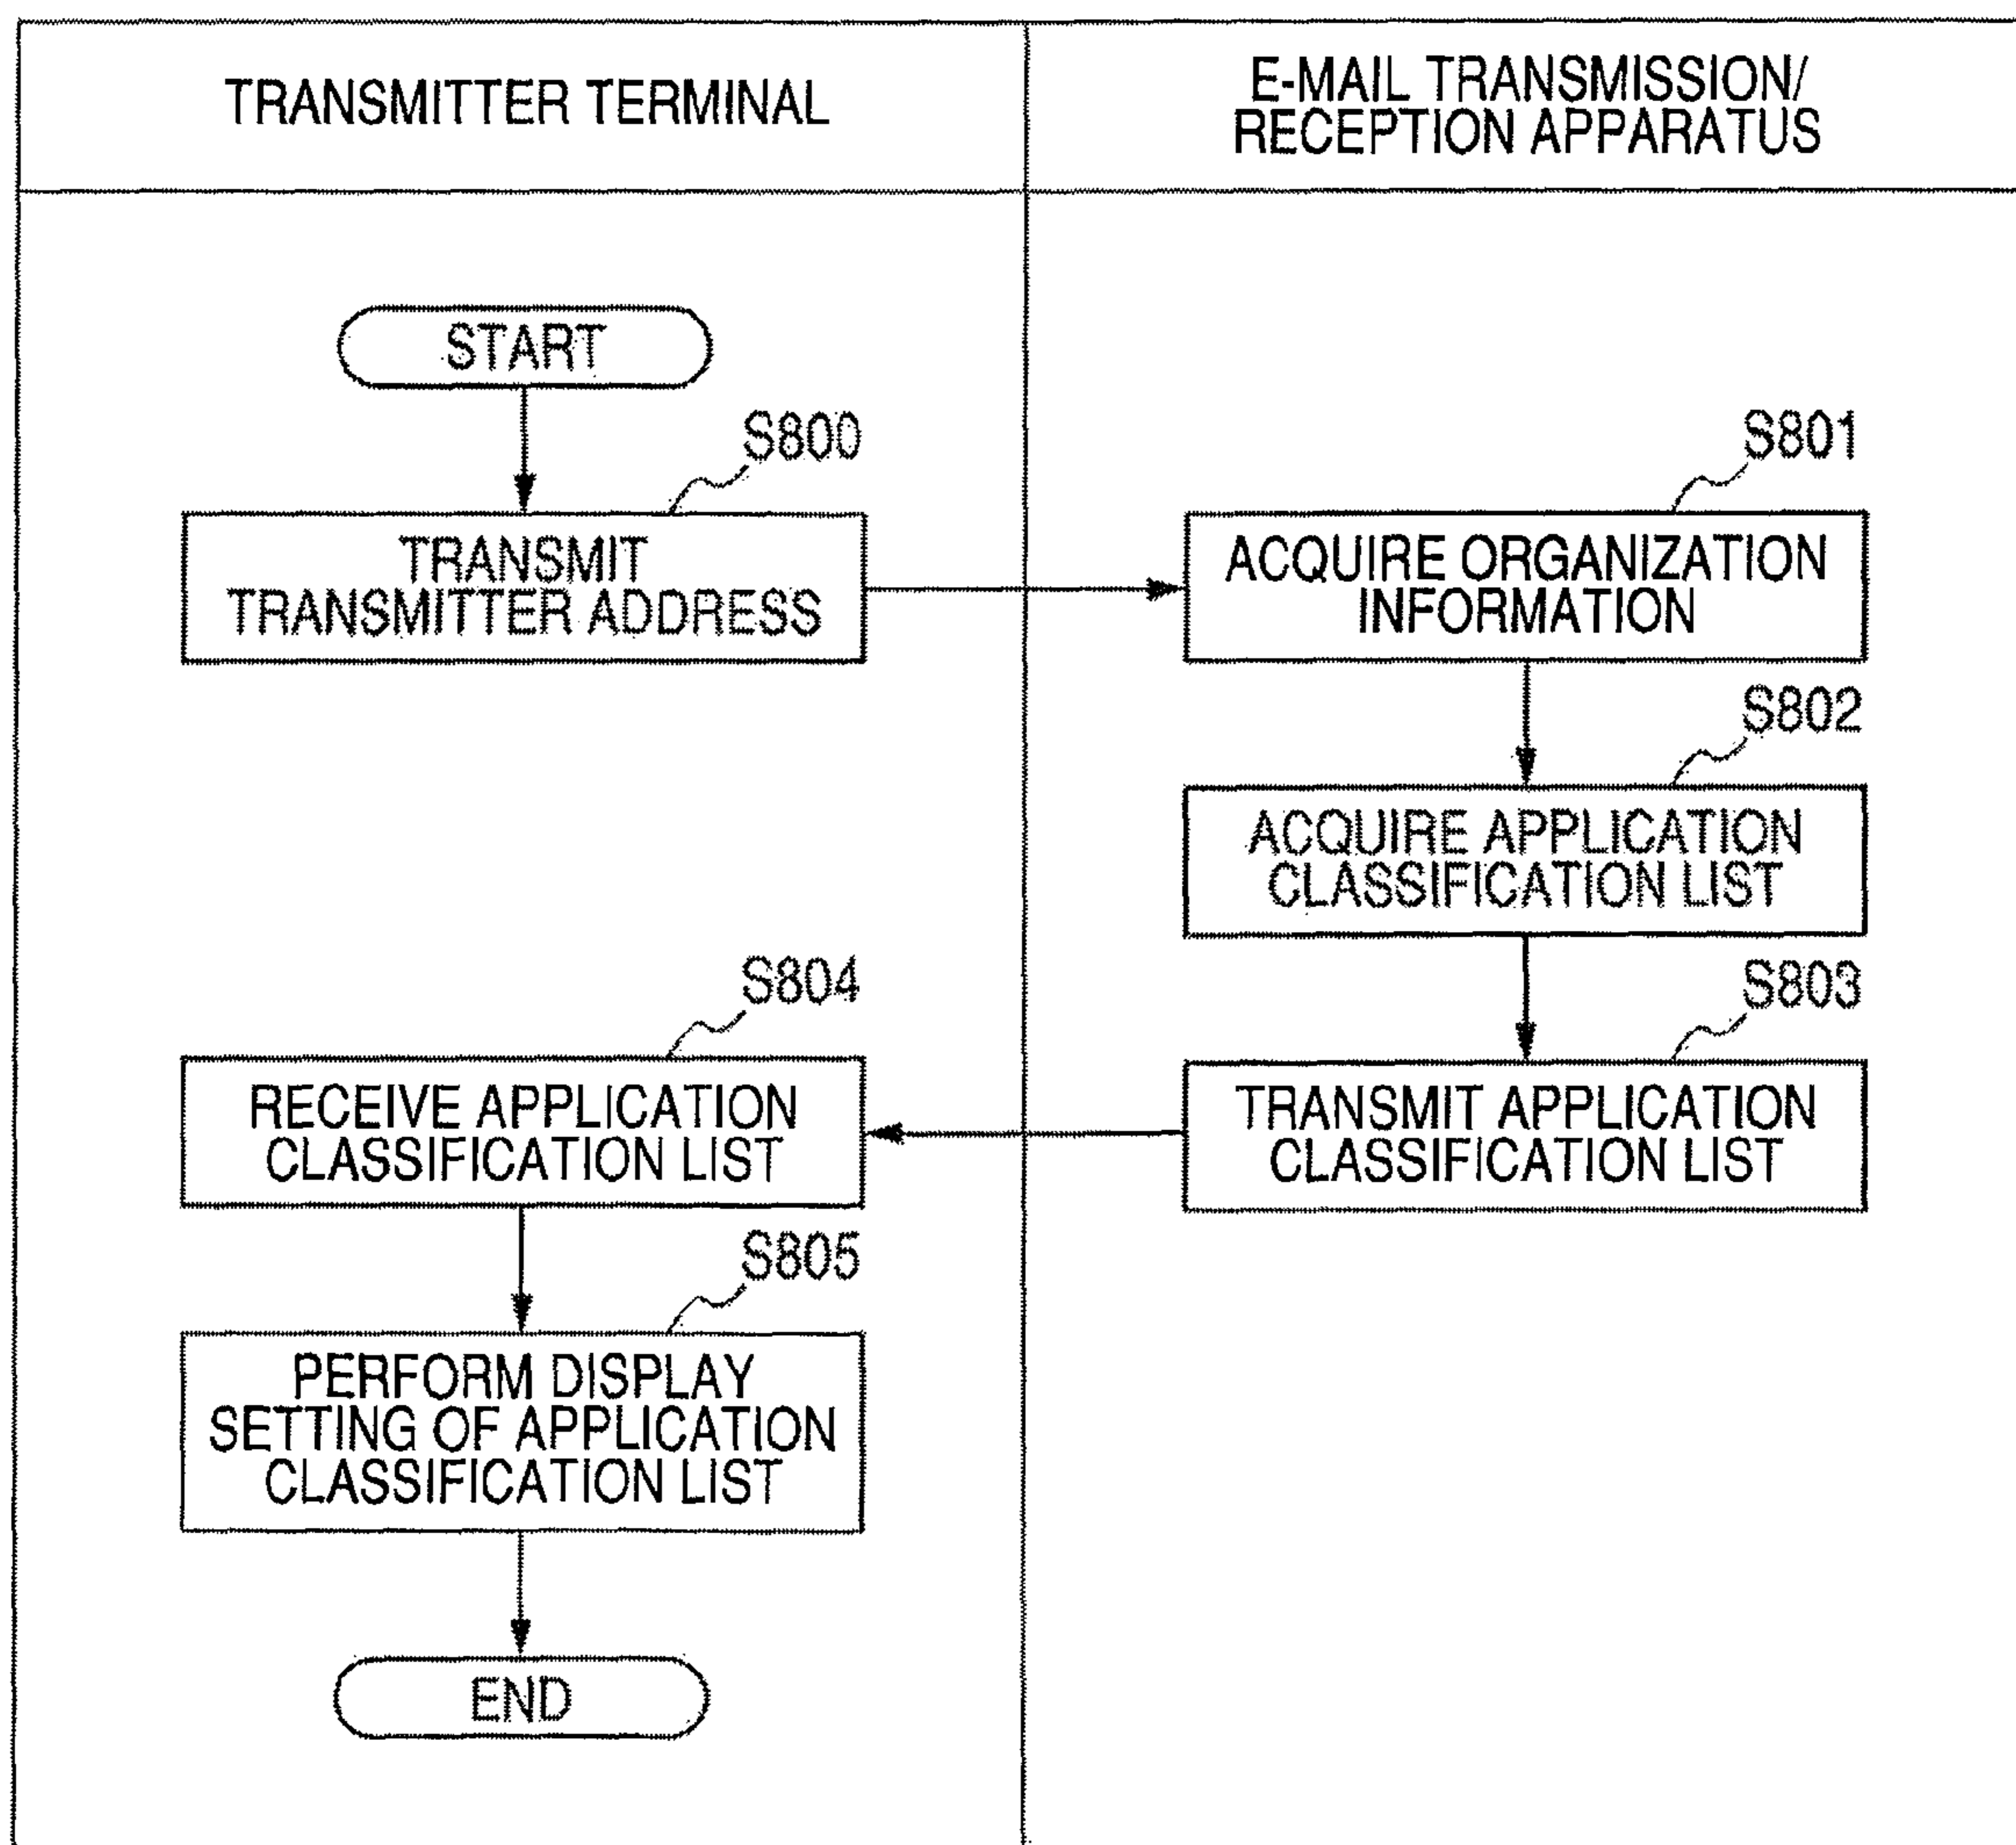 TRANSMITTER TERMINAL
E-MAIL TRANSMISSION/
RECEPTION APPARATUS
START
S800
TRANSMIT
TRANSMITTER ADDRESS
S801
ACQUIRE ORGANIZATION
INFORMATION
S802
ACQUIRE APPLICATION
CLASSIFICATION LIST
S803
TRANSMIT APPLICATION
CLASSIFICATION LIST
S804
RECEIVE APPLICATION
CLASSIFICATION LIST
S805
PERFORM DISPLAY
SETTING OF APPLICATION
CLASSIFICATION LIST
END